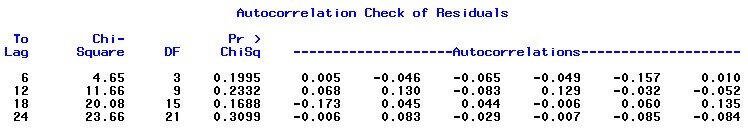 Autocorrelation Check of Residuals
To Chi- Pr >
Lag Square DF ChiSq --------------------Autocorrelations--------------------
6 4.65 3 0.1995 0.005 -0.046 -0.065 -0.049 -0.157 0.010
12 11.66 9 0.2332 0.068 0.130 -0.083 0.129 -0.032 -0.052
18 20.08 15 0.1688 -0.173 0.045 0.044 -0.006 0.060 0.135
24 23.66 21 0.3099 -0.006 0.083 -0.029 -0.007 -0.085 -0.084